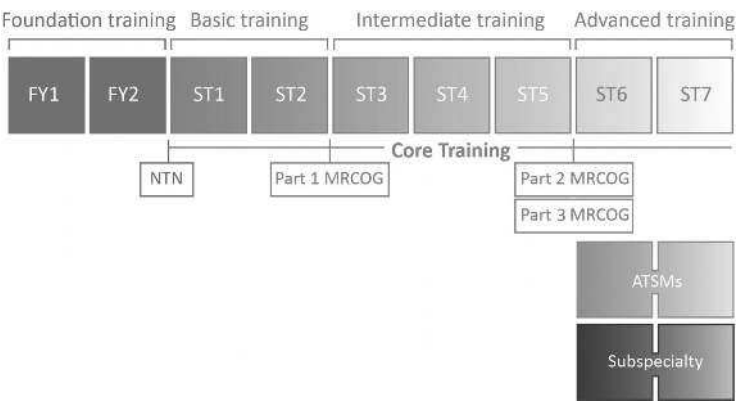 Foundation training Basic training Intermediate training Advanced training
FY1 FY2 ST1 ST2 ST3 ST4 ST5 ST6 ST7
Core Training
NTN Part 1 MRCOG Part 2 MRCOG
Part 3 MRCOG
ATSMs
Subspecialty